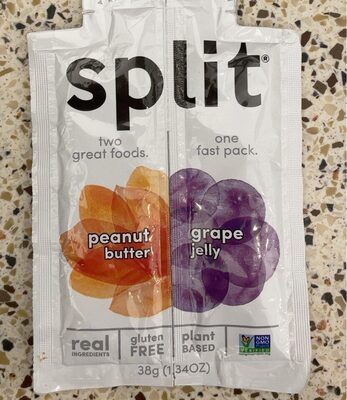 split®
two
great foods.
one
fast pack.
peanut
butter
grape
jelly
real
INGREDIENTS
gluten
FREE
plant
BASED
NON
GMO
38g (1.34OZ)